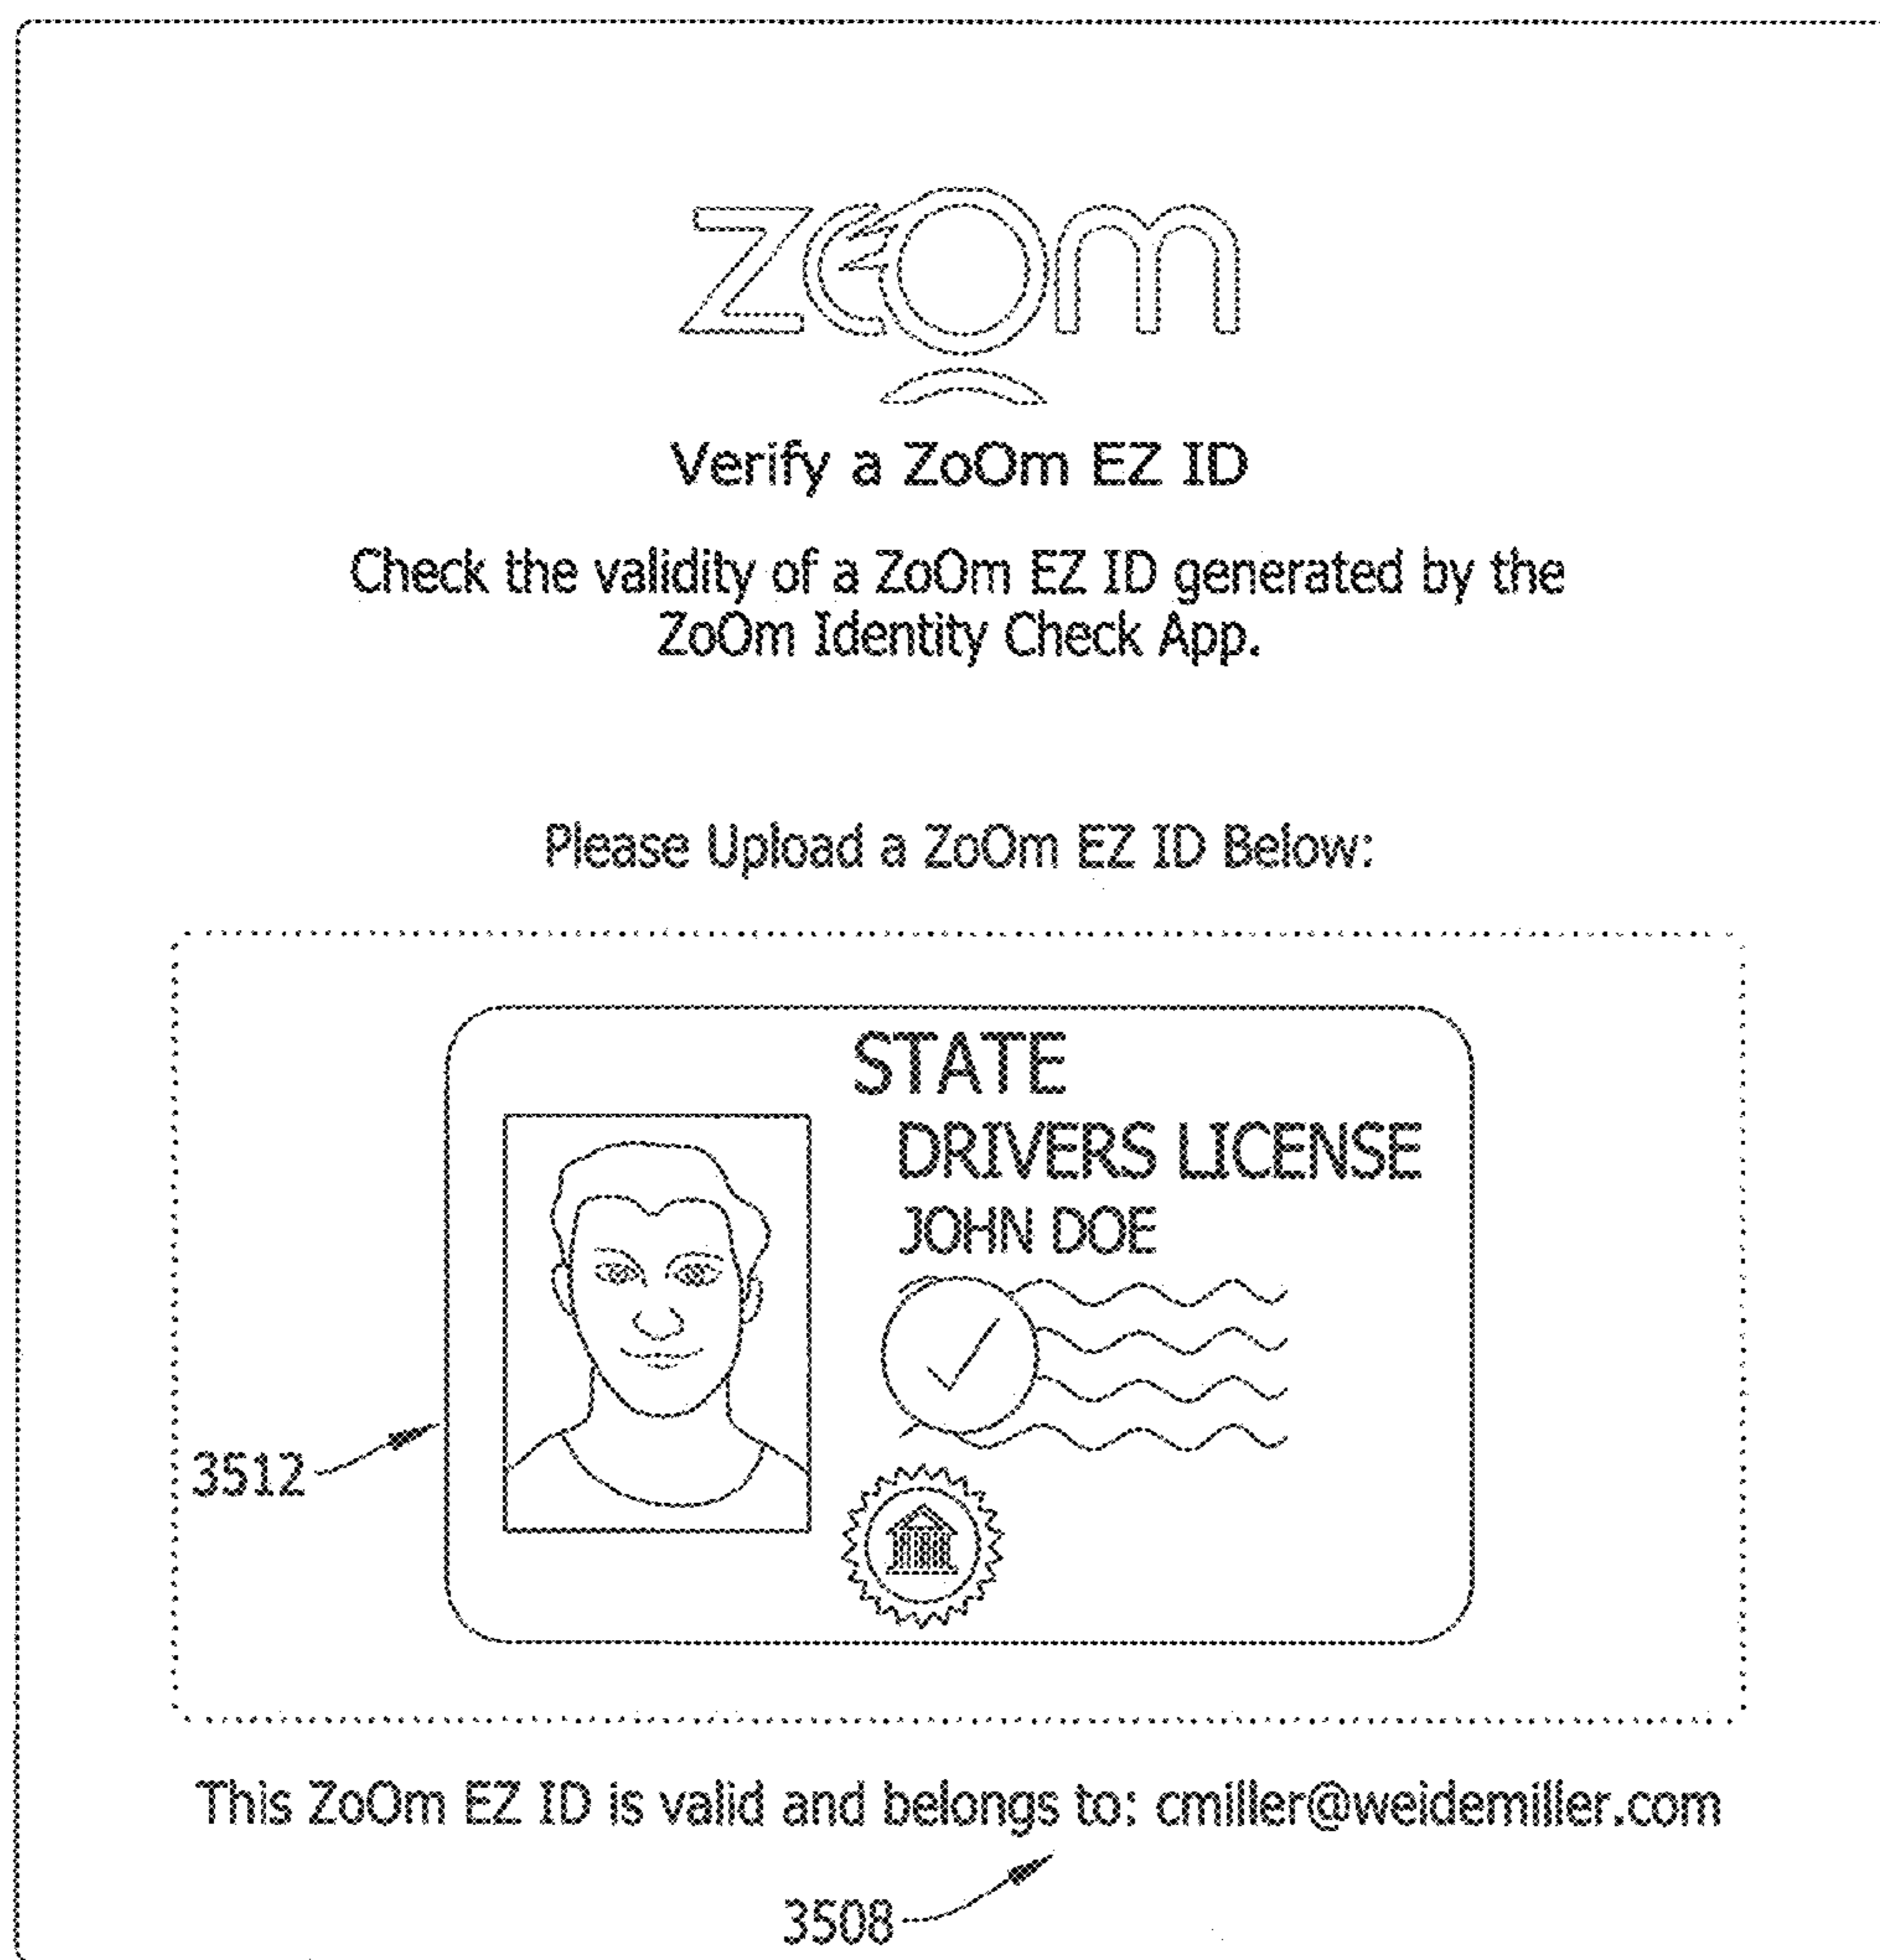 zoom
Verify a ZoOm EZ ID
Check the validity of a ZoOm EZ ID generated by the
ZoOm Identity Check App.
Please Upload a ZoOm EZ ID Below:
STATE
DRIVERS LICENSE
JOHN DOE
3512
This ZoOm EZ ID is valid and belongs to: cmiller@weidemiller.com
3508